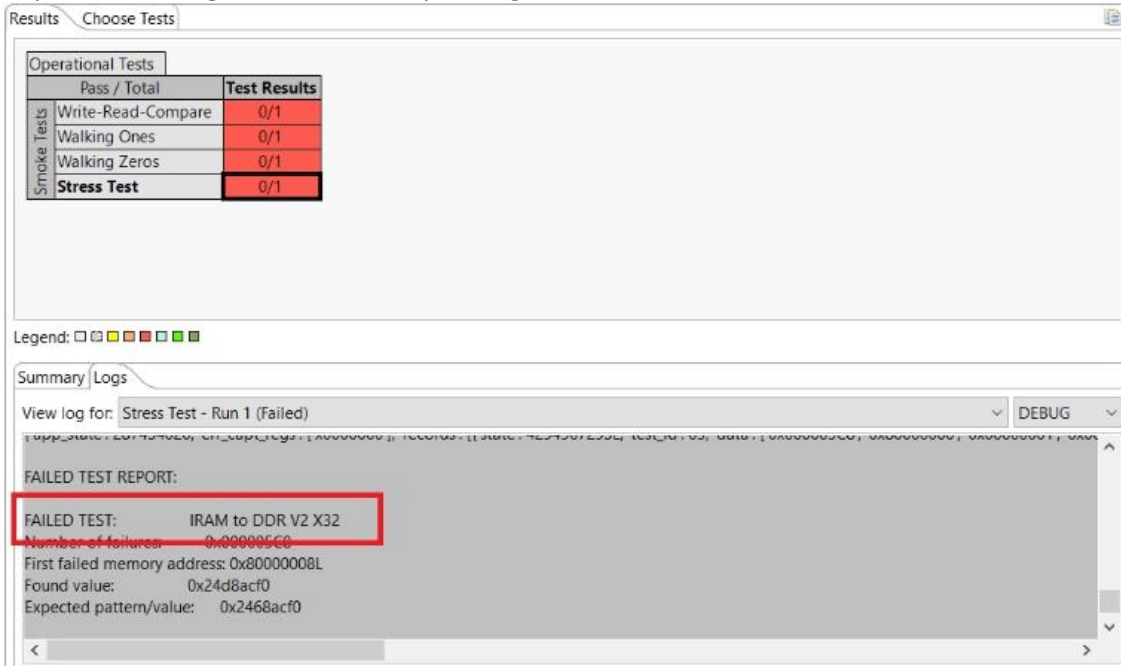 Results Choose Tests
Operational Tests
Pass / Total Test Results
Smoke Tests
Write-Read-Compare 0/1
Walking Ones 0/1
Walking Zeros 0/1
Stress Test 0/1
Legend:
Summary Logs
View log for: Stress Test - Run 1 (Failed) DEBUG
FAILED TEST REPORT:
FAILED TEST: IRAM to DDR V2 X32
Number of failures: 0x000005C8
First failed memory address: 0x80000008L
Found value: 0x24d8acf0
Expected pattern/value: 0x2468acf0